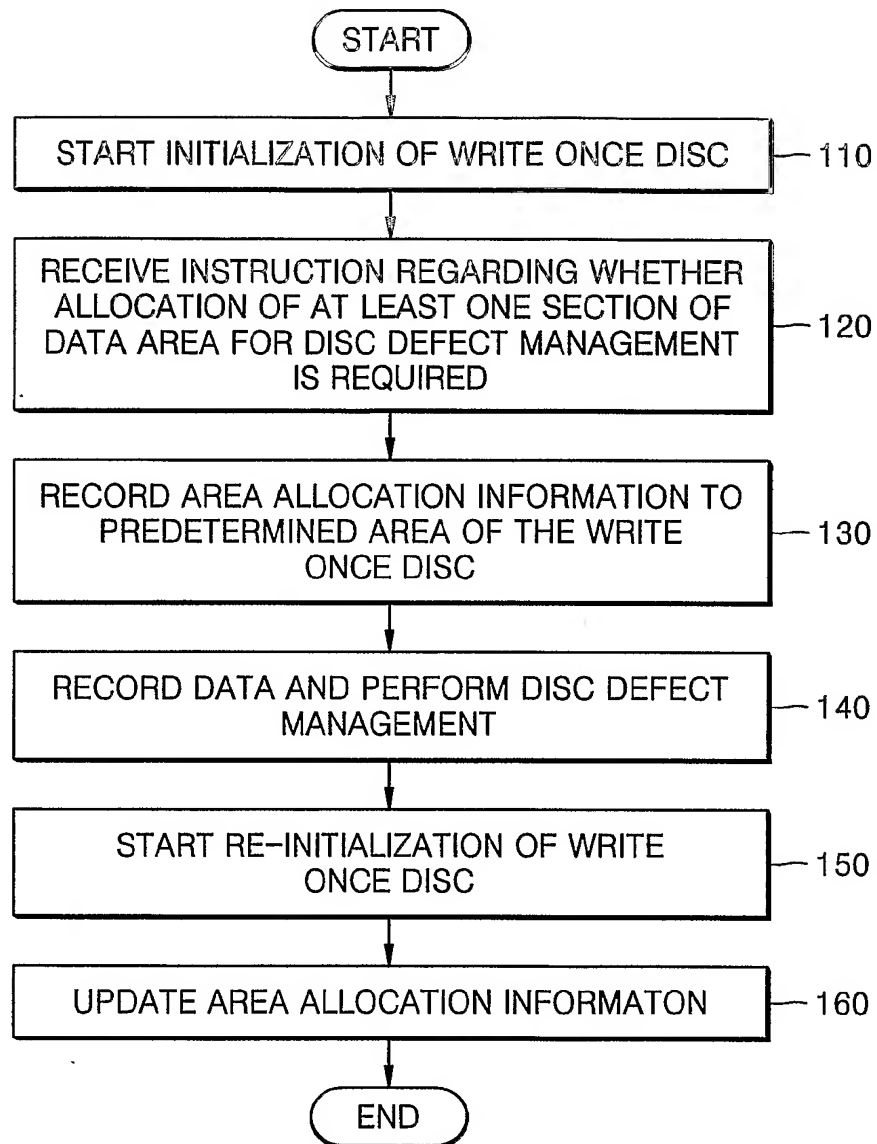 START
START INITIALIZATION OF WRITE ONCE DISC
110
RECEIVE INSTRUCTION REGARDING WHETHER
ALLOCATION OF AT LEAST ONE SECTION OF
DATA AREA FOR DISC DEFECT MANAGEMENT
IS REQUIRED
120
RECORD AREA ALLOCATION INFORMATION TO
PREDETERMINED AREA OF THE WRITE
ONCE DISC
130
RECORD DATA AND PERFORM DISC DEFECT
MANAGEMENT
140
START RE-INITIALIZATION OF WRITE
ONCE DISC
150
UPDATE AREA ALLOCATION INFORMATON
160
END